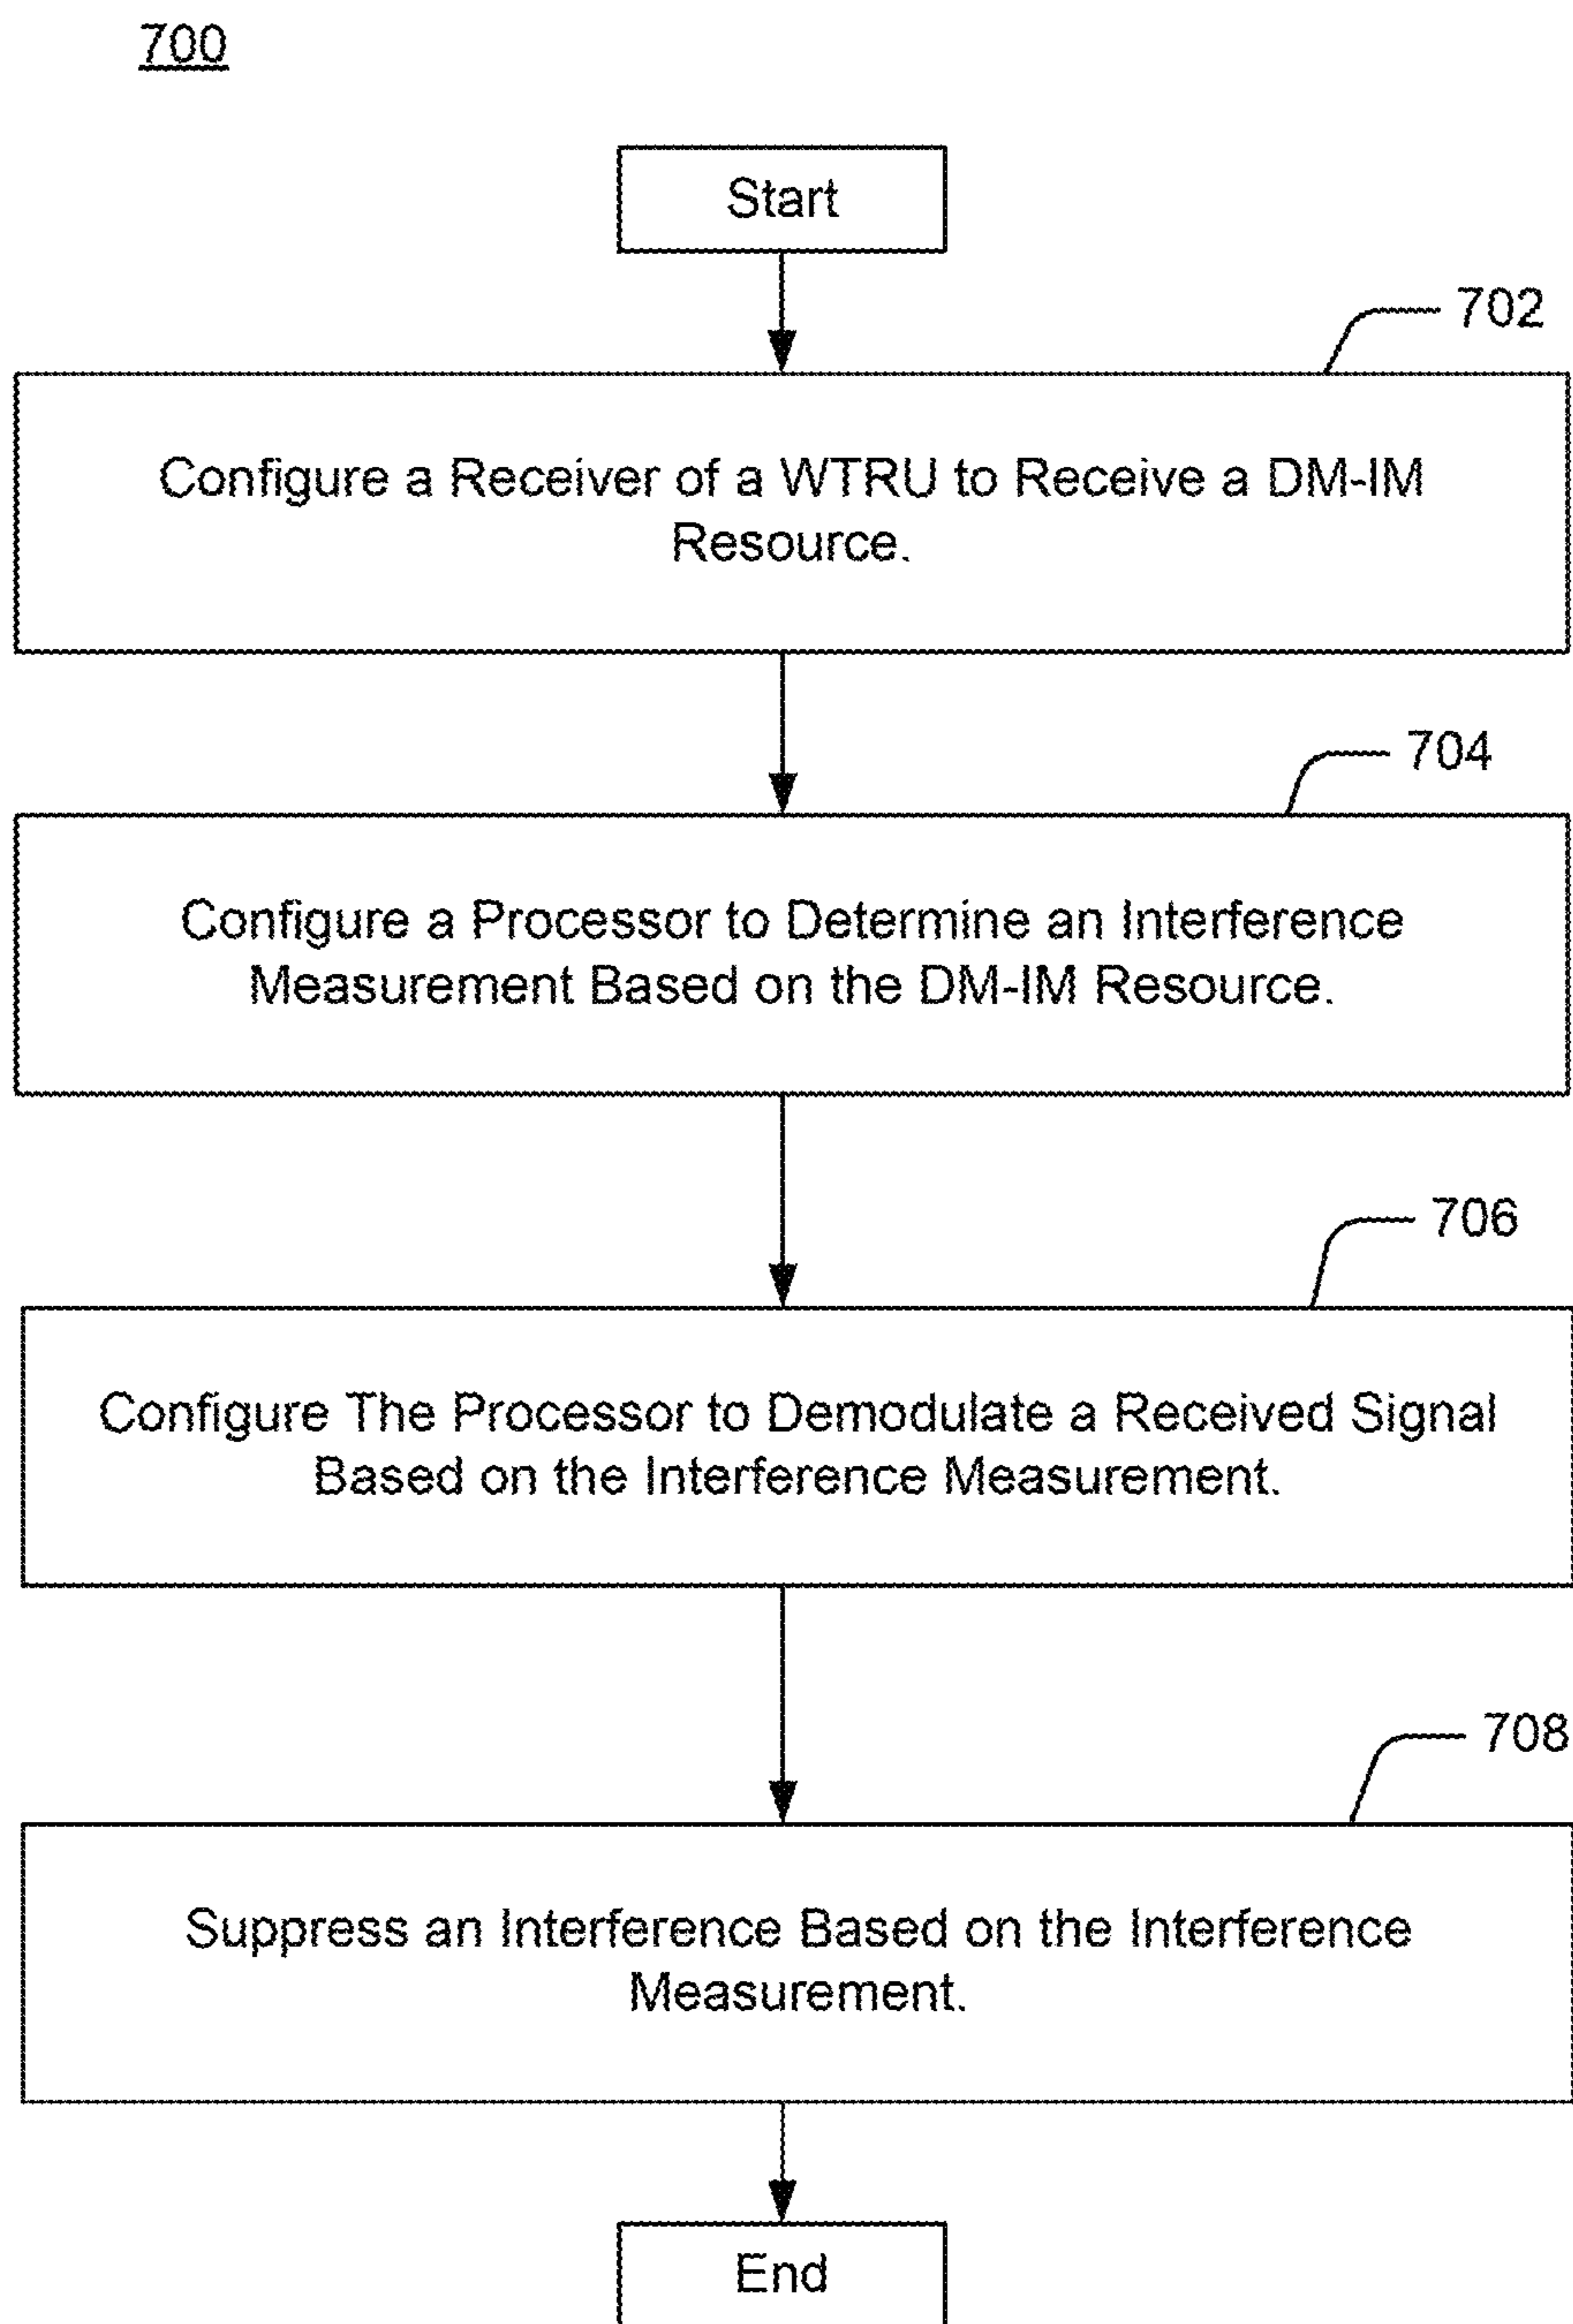 700
Start
702
Configure a Receiver of a WTRU to Receive a DM-IM
Resource.
704
Configure a Processor to Determine an Interference
Measurement Based on the DM-IM Resource.
706
Configure The Processor to Demodulate a Received Signal
Based on the Interference Measurement.
708
Suppress an Interference Based on the Interference
Measurement.
End